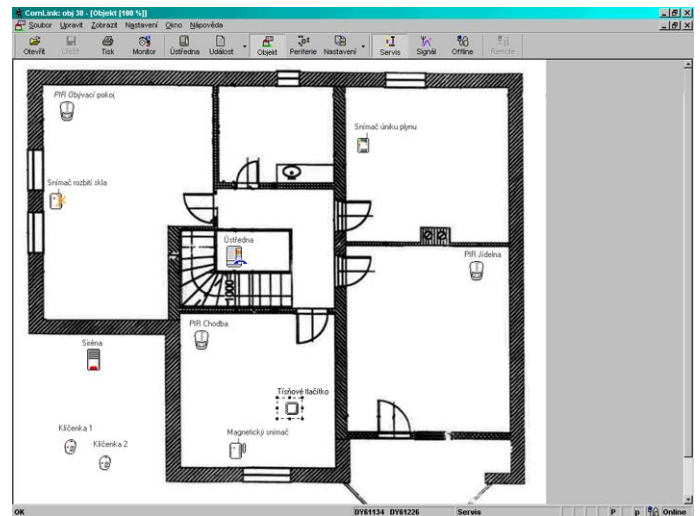 ComLink: obj 30 - [Objekt [100 %]]
Soubor Upravit Zobrazit Nastavení Okno Nápověda
Otevřít Uložit Tisk Monitor Ústředna Událost Objekt Periferie Nastavení Servis Signál Offline Remote
PIR Obývací pokoj
Snímač úniku plynu
Snímač rozbití skla
Ústředna
PIR Jídelna
1000
PIR Chodba
Siréna
Tísňové tlačítko
Klíčenka 1
Magnetický snímač
Klíčenka 2
OK DY61134 DY61226 Servis P p Online